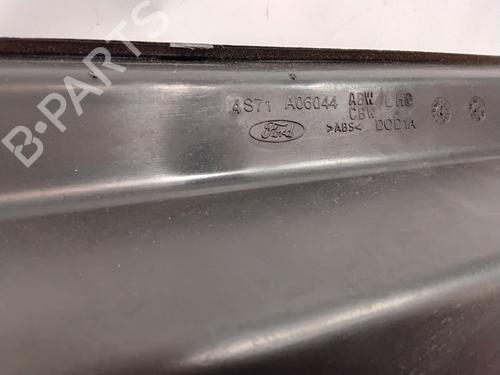 4S71 A06044 ABW LHD
CBW
Ford >ABS< DOD1A
B-PARTS